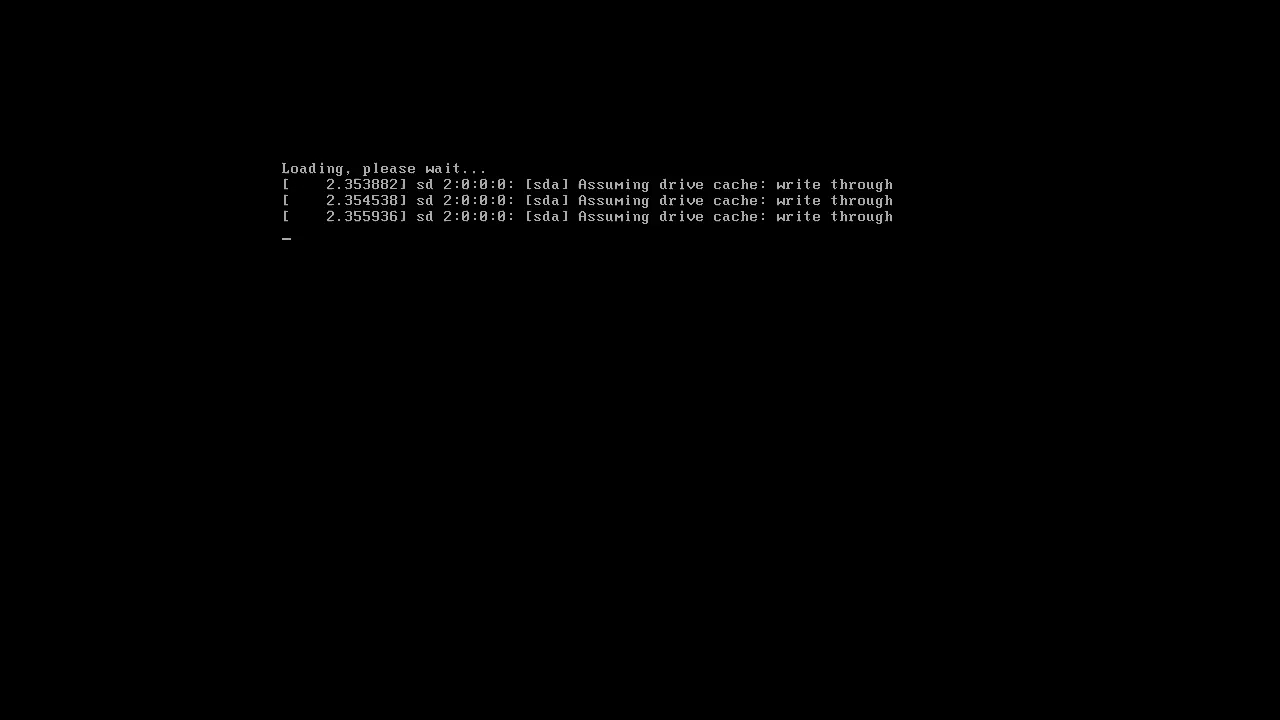 Loading, please wait...
[    2.353882] sd 2:0:0:0: [sda] Assuming drive cache: write through
[    2.354538] sd 2:0:0:0: [sda] Assuming drive cache: write through
[    2.355936] sd 2:0:0:0: [sda] Assuming drive cache: write through
_